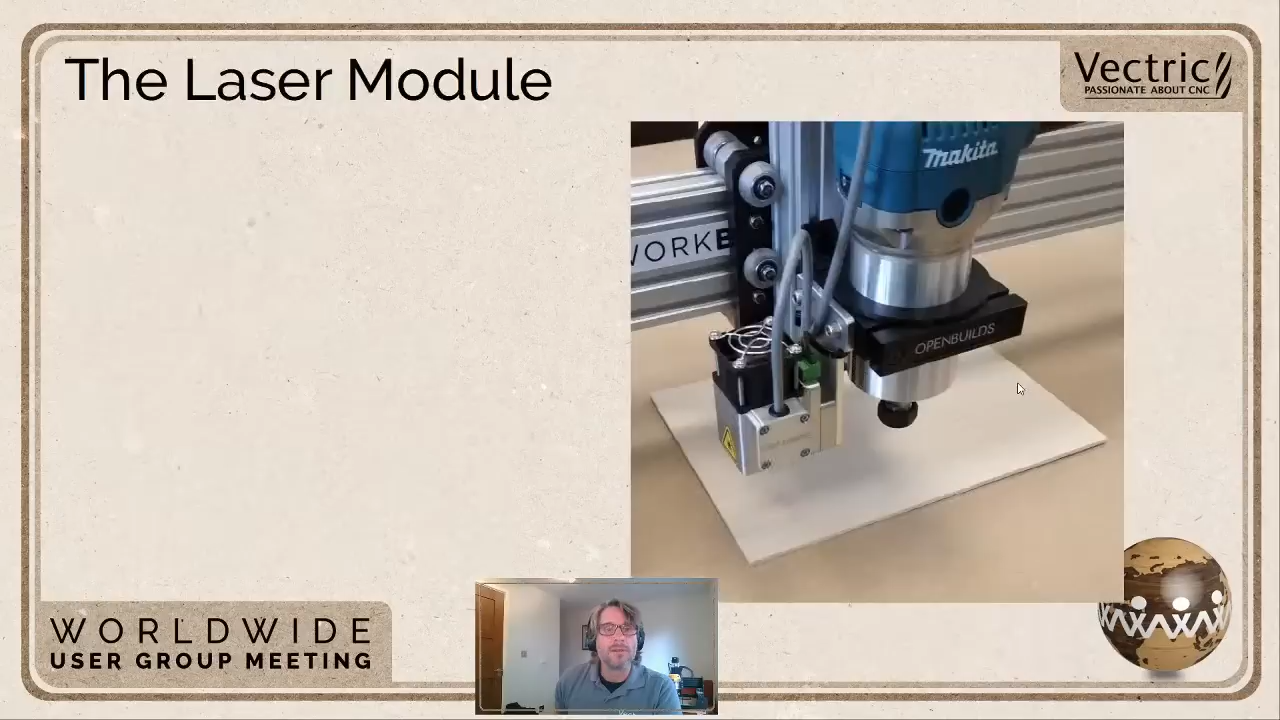 The Laser Module
Vectric
PASSIONATE ABOUT CNC
makita
WORKB
OPENBUILDS
WORLDWIDE
USER GROUP MEETING